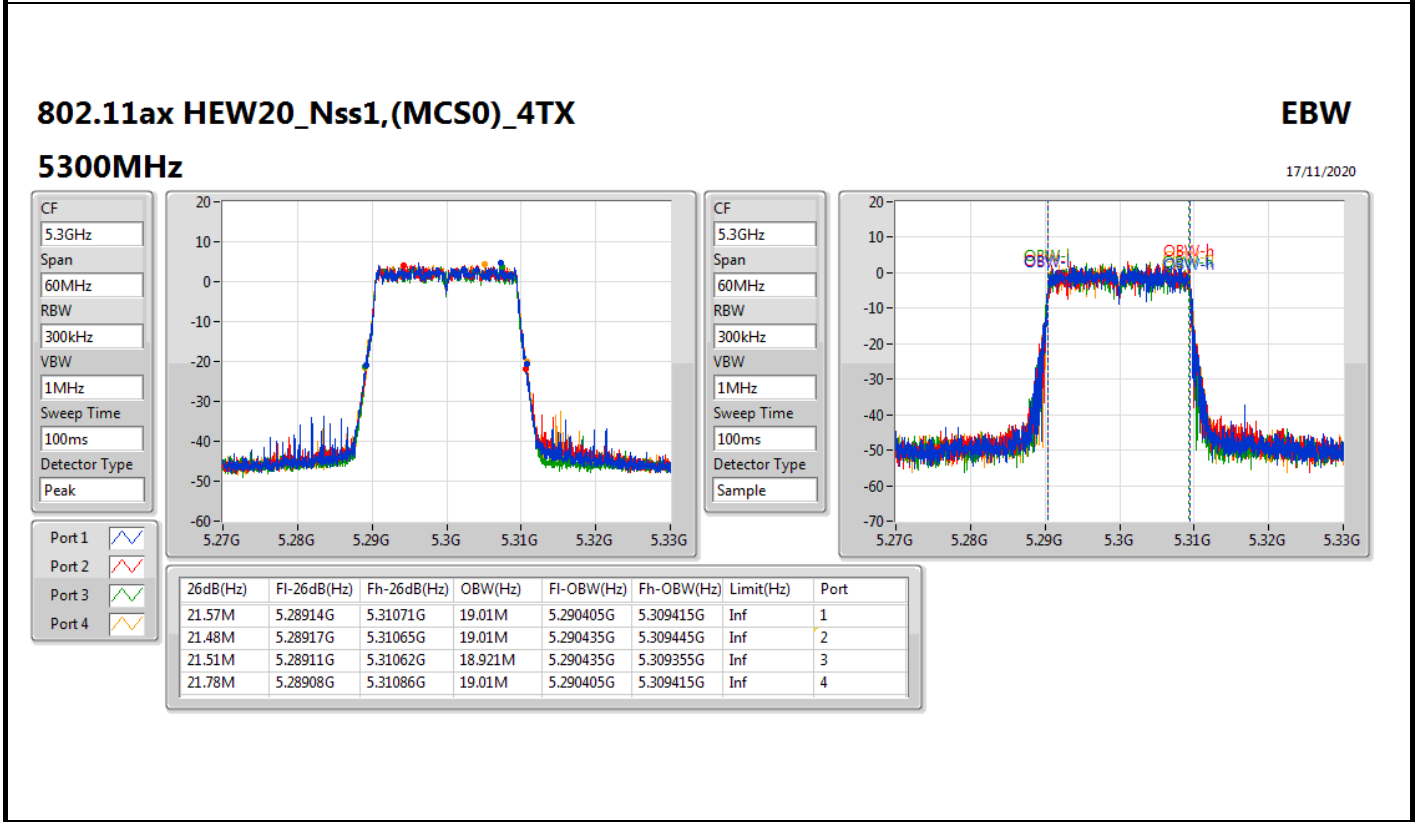 802.11ax HEW20_Nss1,(MCS0)_4TX
EBW
5300MHz
17/11/2020
CF
5.3GHz
Span
60MHz
RBW
300kHz
VBW
1MHz
Sweep Time
100ms
Detector Type
Peak
20
10
0
-10
-20
-30
-40
-50
-60
5.27G 5.28G 5.29G 5.3G 5.31G 5.32G 5.33G
CF
5.3GHz
Span
60MHz
RBW
300kHz
VBW
1MHz
Sweep Time
100ms
Detector Type
Sample
20
10
0
-10
-20
-30
-40
-50
-60
-70
OBW-l
OBW-h
OBW-h
5.27G 5.28G 5.29G 5.3G 5.31G 5.32G 5.33G
Port 1
Port 2
Port 3
Port 4
26dB(Hz) Fl-26dB(Hz) Fh-26dB(Hz) OBW(Hz) Fl-OBW(Hz) Fh-OBW(Hz) Limit(Hz) Port
21.57M 5.28914G 5.31071G 19.01M 5.290405G 5.309415G Inf 1
21.48M 5.28917G 5.31065G 19.01M 5.290435G 5.309445G Inf 2
21.51M 5.28911G 5.31062G 18.921M 5.290435G 5.309355G Inf 3
21.78M 5.28908G 5.31086G 19.01M 5.290405G 5.309415G Inf 4